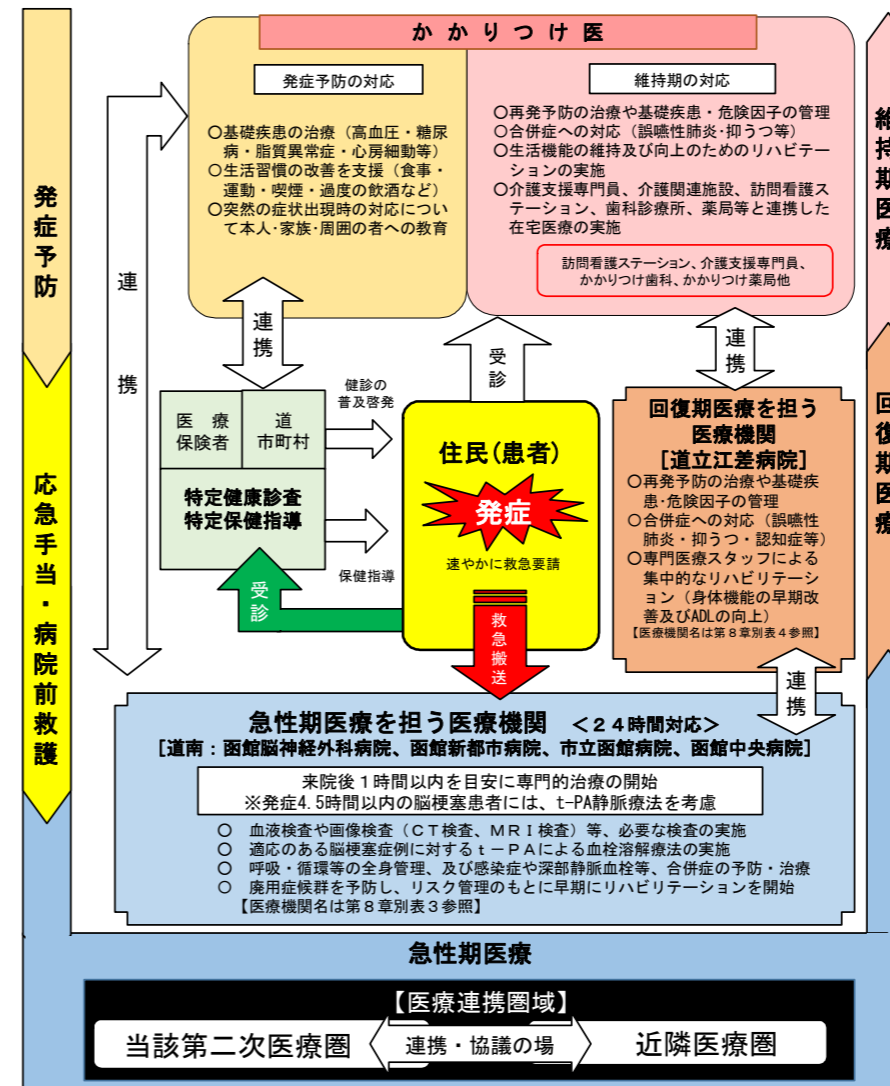 かかりつけ医
発症予防の対応
○基礎疾患の治療（高血圧・糖尿
病・脂質異常症・心房細動等）
○生活習慣の改善を支援（食事・
運動・喫煙・過度の飲酒など）
○突然の症状出現時の対応につい
て本人・家族・周囲の者への教育
維持期の対応
○再発予防の治療や基礎疾患・危険因子の管理
○合併症への対応（誤嚥性肺炎・抑うつ等）
○生活機能の維持及び向上のためのリハビリテー
ションの実施
○介護支援専門員、介護関連施設、訪問看護ス
テーション、歯科診療所、薬局等と連携した
在宅医療の実施
訪問看護ステーション、介護支援専門員、
かかりつけ歯科、かかりつけ薬局他
発症予防
応急手当・病院前救護
維持期医療
回復期医療
連携
連携
受診
連携
医療
保険者
道
市町村
特定健康診査
特定保健指導
健診の
普及啓発
保健指導
受診
住民(患者)
発症
速やかに救急要請
救急搬送
回復期医療を担う
医療機関
[道立江差病院]
○再発予防の治療や基礎疾
患・危険因子の管理
○合併症への対応（誤嚥性
肺炎・抑うつ・認知症等）
○専門医療スタッフによる
集中的なリハビリテーシ
ョン（身体機能の早期改
善及びADLの向上）
【医療機関名は第８章別表４参照】
連携
急性期医療を担う医療機関　＜２４時間対応＞
[道南：函館脳神経外科病院、函館新都市病院、市立函館病院、函館中央病院]
来院後１時間以内を目安に専門的治療の開始
※発症4.5時間以内の脳梗塞患者には、t-PA静脈療法を考慮
○　血液検査や画像検査（ＣＴ検査、ＭＲＩ検査）等、必要な検査の実施
○　適応のある脳梗塞症例に対するｔ－ＰＡによる血栓溶解療法の実施
○　呼吸・循環等の全身管理、及び感染症や深部静脈血栓等、合併症の予防・治療
○　廃用症候群を予防し、リスク管理のもとに早期にリハビリテーションを開始
【医療機関名は第８章別表３参照】
急性期医療
【医療連携圏域】
当該第二次医療圏
連携・協議の場
近隣医療圏